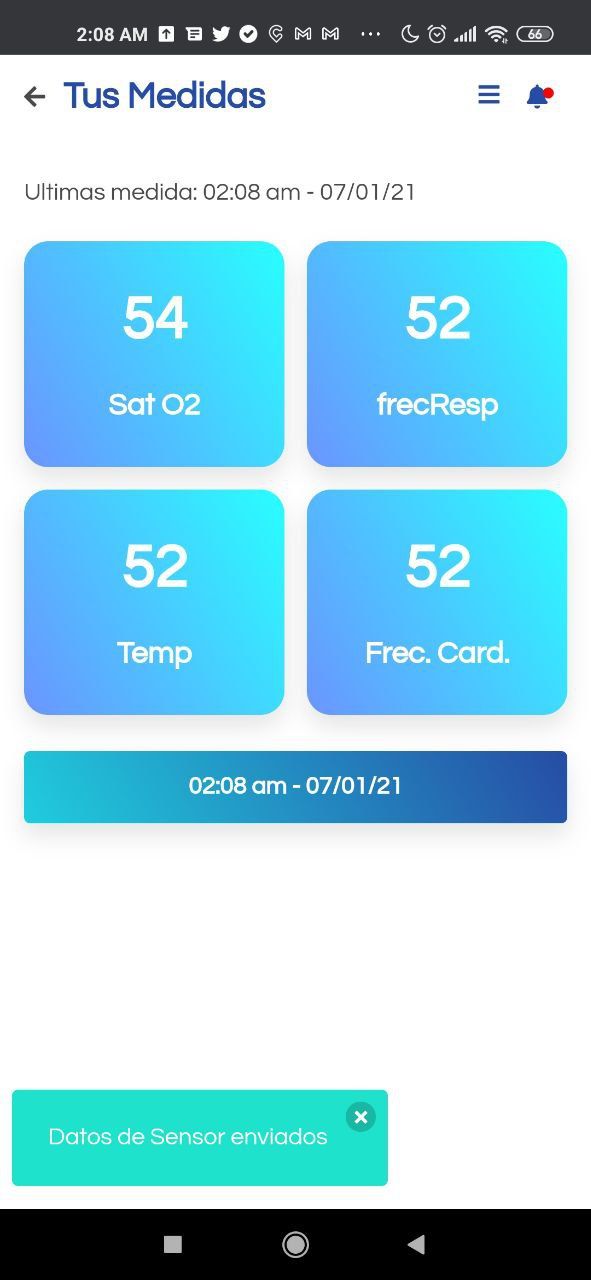 2:08 AM ... 66
Tus Medidas
Ultimas medida: 02:08 am - 07/01/21
54
Sat O2
52
frecResp
52
Temp
52
Frec. Card.
02:08 am - 07/01/21
Datos de Sensor enviados